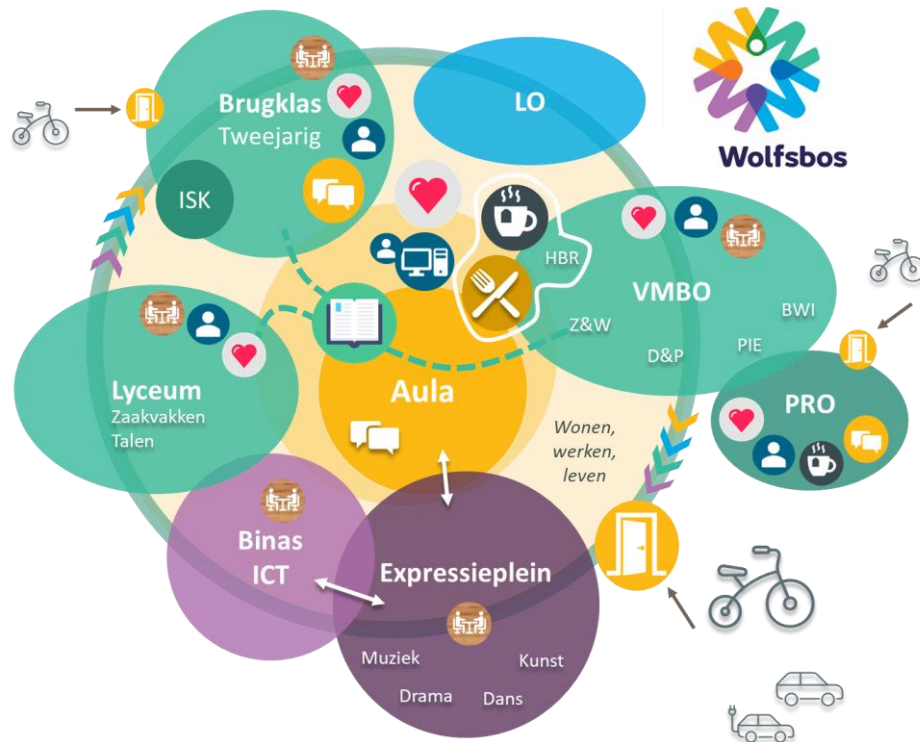 Brugklas
Tweejarig
LO
Wolfsbos
ISK
HBR
VMBO
BWI
Z&W
PIE
D&P
Lyceum
Zaakvakken
Talen
Aula
PRO
Wonen,
werken,
leven
Binas
ICT
Expressieplein
Muziek
Kunst
Drama
Dans